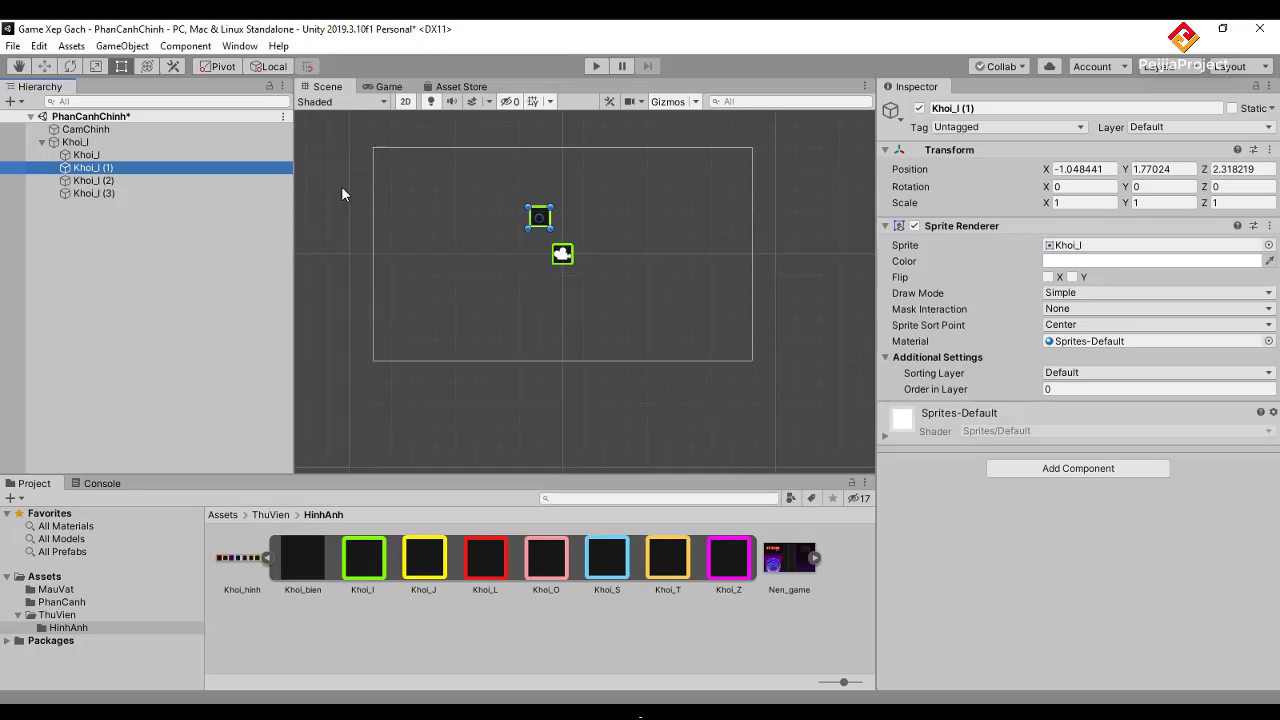 Game Xep Gach - PhanCanhChinh - PC, Mac & Linux Standalone - Unity 2019.3.10f1 Personal* <DX11>
File Edit Assets GameObject Component Window Help
Pivot Local Collab Account Layout
ReijiaProject
Hierarchy Scene Game Asset Store Inspector
All Shaded 2D 0 Gizmos All
Khoi_I (1) Static
Tag Untagged Layer Default
PhanCanhChinh*
CamChinh
Khoi_I
Khoi_I
Khoi_I (1)
Khoi_I (2)
Khoi_I (3)
Transform
Position X -1.048441 Y 1.77024 Z 2.318219
Rotation X 0 Y 0 Z 0
Scale X 1 Y 1 Z 1
Sprite Renderer
Sprite Khoi_I
Color
Flip X Y
Draw Mode Simple
Mask Interaction None
Sprite Sort Point Center
Material Sprites-Default
Additional Settings
Sorting Layer Default
Order in Layer 0
Sprites-Default
Shader Sprites/Default
Add Component
Project Console
17
Favorites
All Materials
All Models
All Prefabs
Assets
MauVat
PhanCanh
ThuVien
HinhAnh
Packages
Assets > ThuVien > HinhAnh
Khoi_hinh Khoi_bien Khoi_I Khoi_J Khoi_L Khoi_O Khoi_S Khoi_T Khoi_Z Nen_game